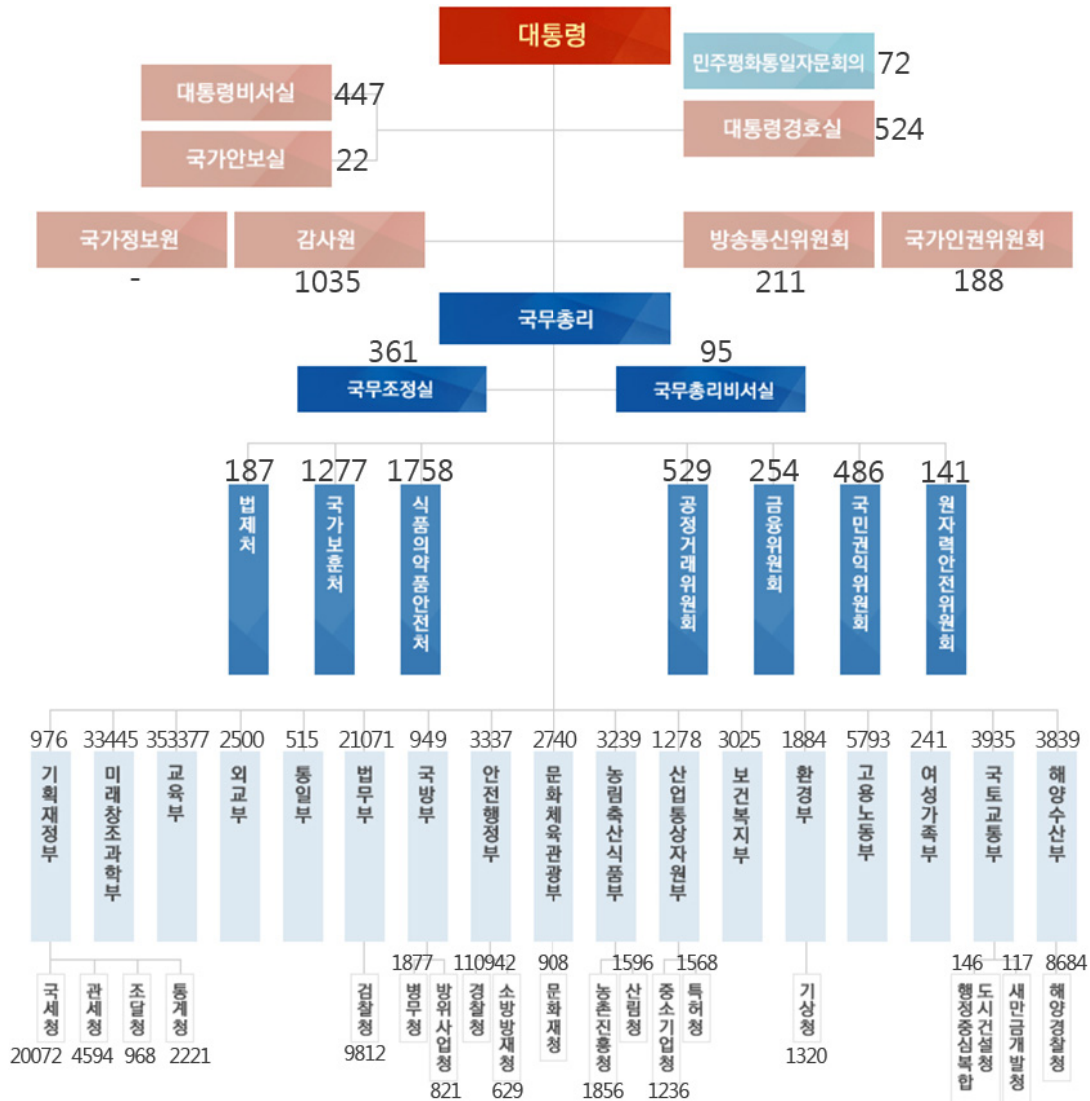 대통령
민주평화통일자문회의 72
대통령비서실 447
대통령경호실 524
국가안보실 22
국가정보원 감사원 방송통신위원회 국가인권위원회
- 1035 211 188
국무총리
361 95
국무조정실 국무총리비서실
187 1277 1758 529 254 486 141
법제처
국가보훈처
식품의약품안전처
공정거래위원회
금융위원회
국민권익위원회
원자력안전위원회
976 33445 353377 2500 515 21071 949 3337 2740 3239 1278 3025 1884 5793 241 3935 3839
기획재정부
미래창조과학부
교육부
외교부
통일부
법무부
국방부
안전행정부
문화체육관광부
농림축산식품부
산업통상자원부
보건복지부
환경부
고용노동부
여성가족부
국토교통부
해양수산부
1877 110942 908 1596 1568 146 117 8684
국세청
관세청
조달청
통계청
검찰청
병무청
방위사업청
경찰청
소방방재청
문화재청
농촌진흥청
산림청
중소기업청
특허청
기상청
행정중심복합
도시건설청
새만금개발청
해양경찰청
20072 4594 968 2221 9812 1320
821 629 1856 1236